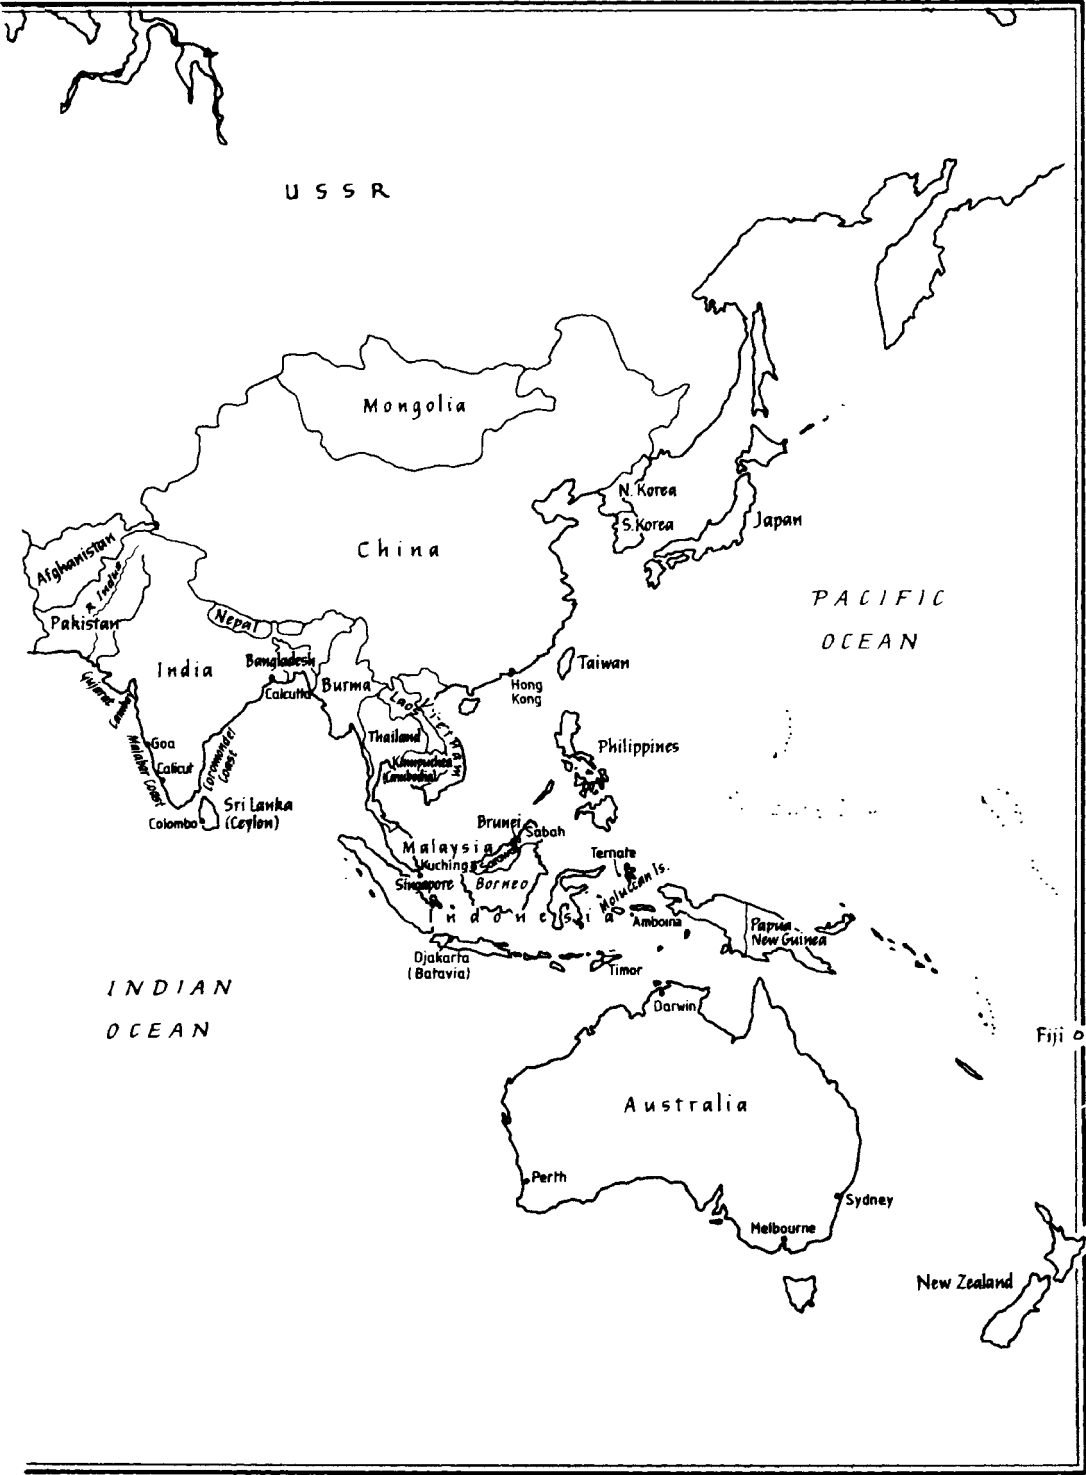 USSR
Mongolia
N. Korea
S. Korea
Japan
China
Afghanistan
R. Indus
Pakistan
Nepal
PACIFIC
OCEAN
India
Bangladesh
Calcutta
Burma
Taiwan
Hong
Kong
Gujarat
Laos
Vietnam
Thailand
Kampuchea
(Cambodia)
Philippines
Goa
Malabar Coast
Calicut
Coromandel
Coast
Colombo
Sri Lanka
(Ceylon)
Brunei
Sabah
Malaysia
Sarawak
Kuching
Singapore
Borneo
Ternate
Moluccan Is.
Indonesia
Amboina
Papua
New Guinea
Djakarta
(Batavia)
Timor
INDIAN
OCEAN
Darwin
Fiji
Australia
Perth
Sydney
Melbourne
New Zealand